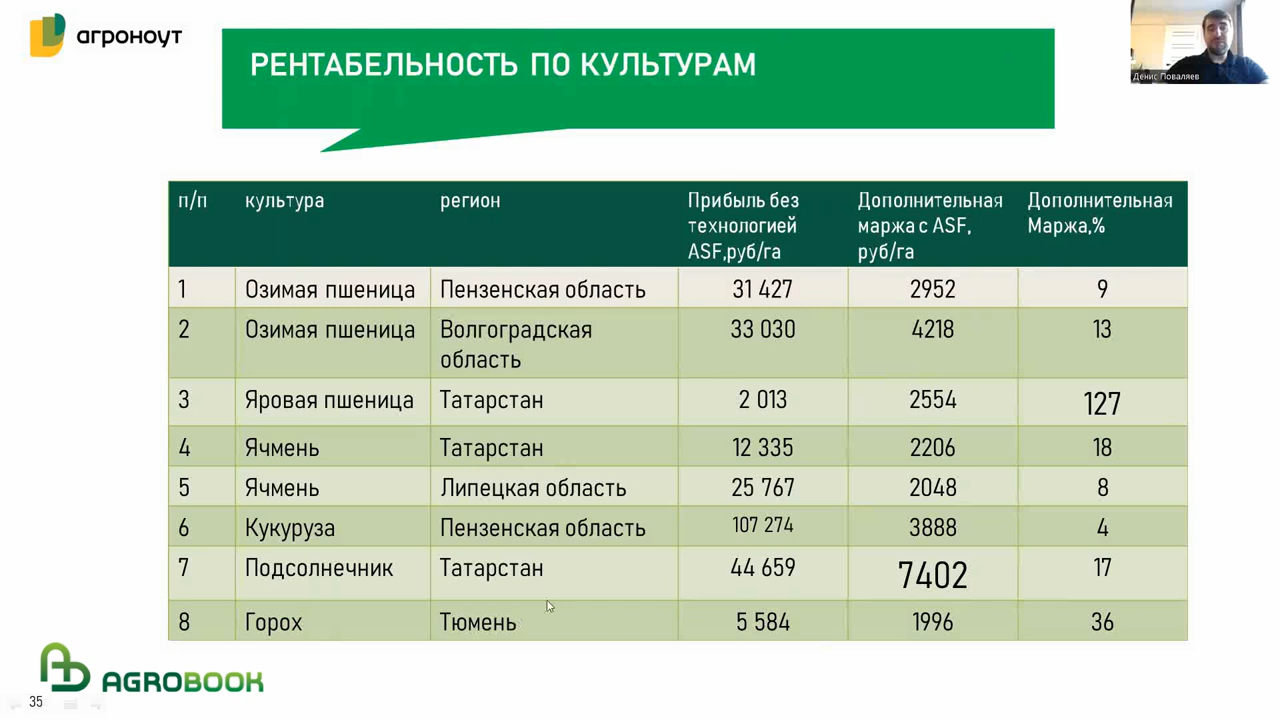 агроноут
РЕНТАБЕЛЬНОСТЬ ПО КУЛЬТУРАМ
Денис Поваляев
п/п культура регион Прибыль без технологией ASF,руб/га Дополнительная маржа с ASF, руб/га Дополнительная Маржа,%
1 Озимая пшеница Пензенская область 31 427 2952 9
2 Озимая пшеница Волгоградская область 33 030 4218 13
3 Яровая пшеница Татарстан 2 013 2554 127
4 Ячмень Татарстан 12 335 2206 18
5 Ячмень Липецкая область 25 767 2048 8
6 Кукуруза Пензенская область 107 274 3888 4
7 Подсолнечник Татарстан 44 659 7402 17
8 Горох Тюмень 5 584 1996 36
AGROBOOK
35